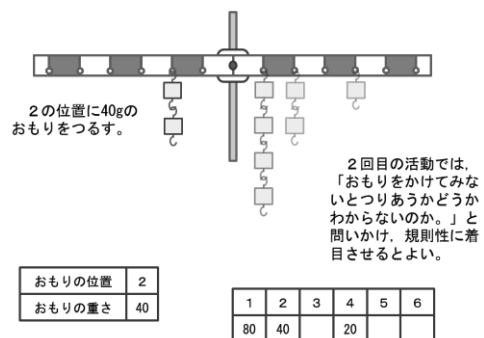 ２の位置に40gの
おもりをつるす。
２回目の活動では，
「おもりをかけてみな
いとつりあうかどうか
わからないのか。」と
問いかけ，規則性に着
目させるとよい。
おもりの位置 2
おもりの重さ 40
1 2 3 4 5 6
80 40 20